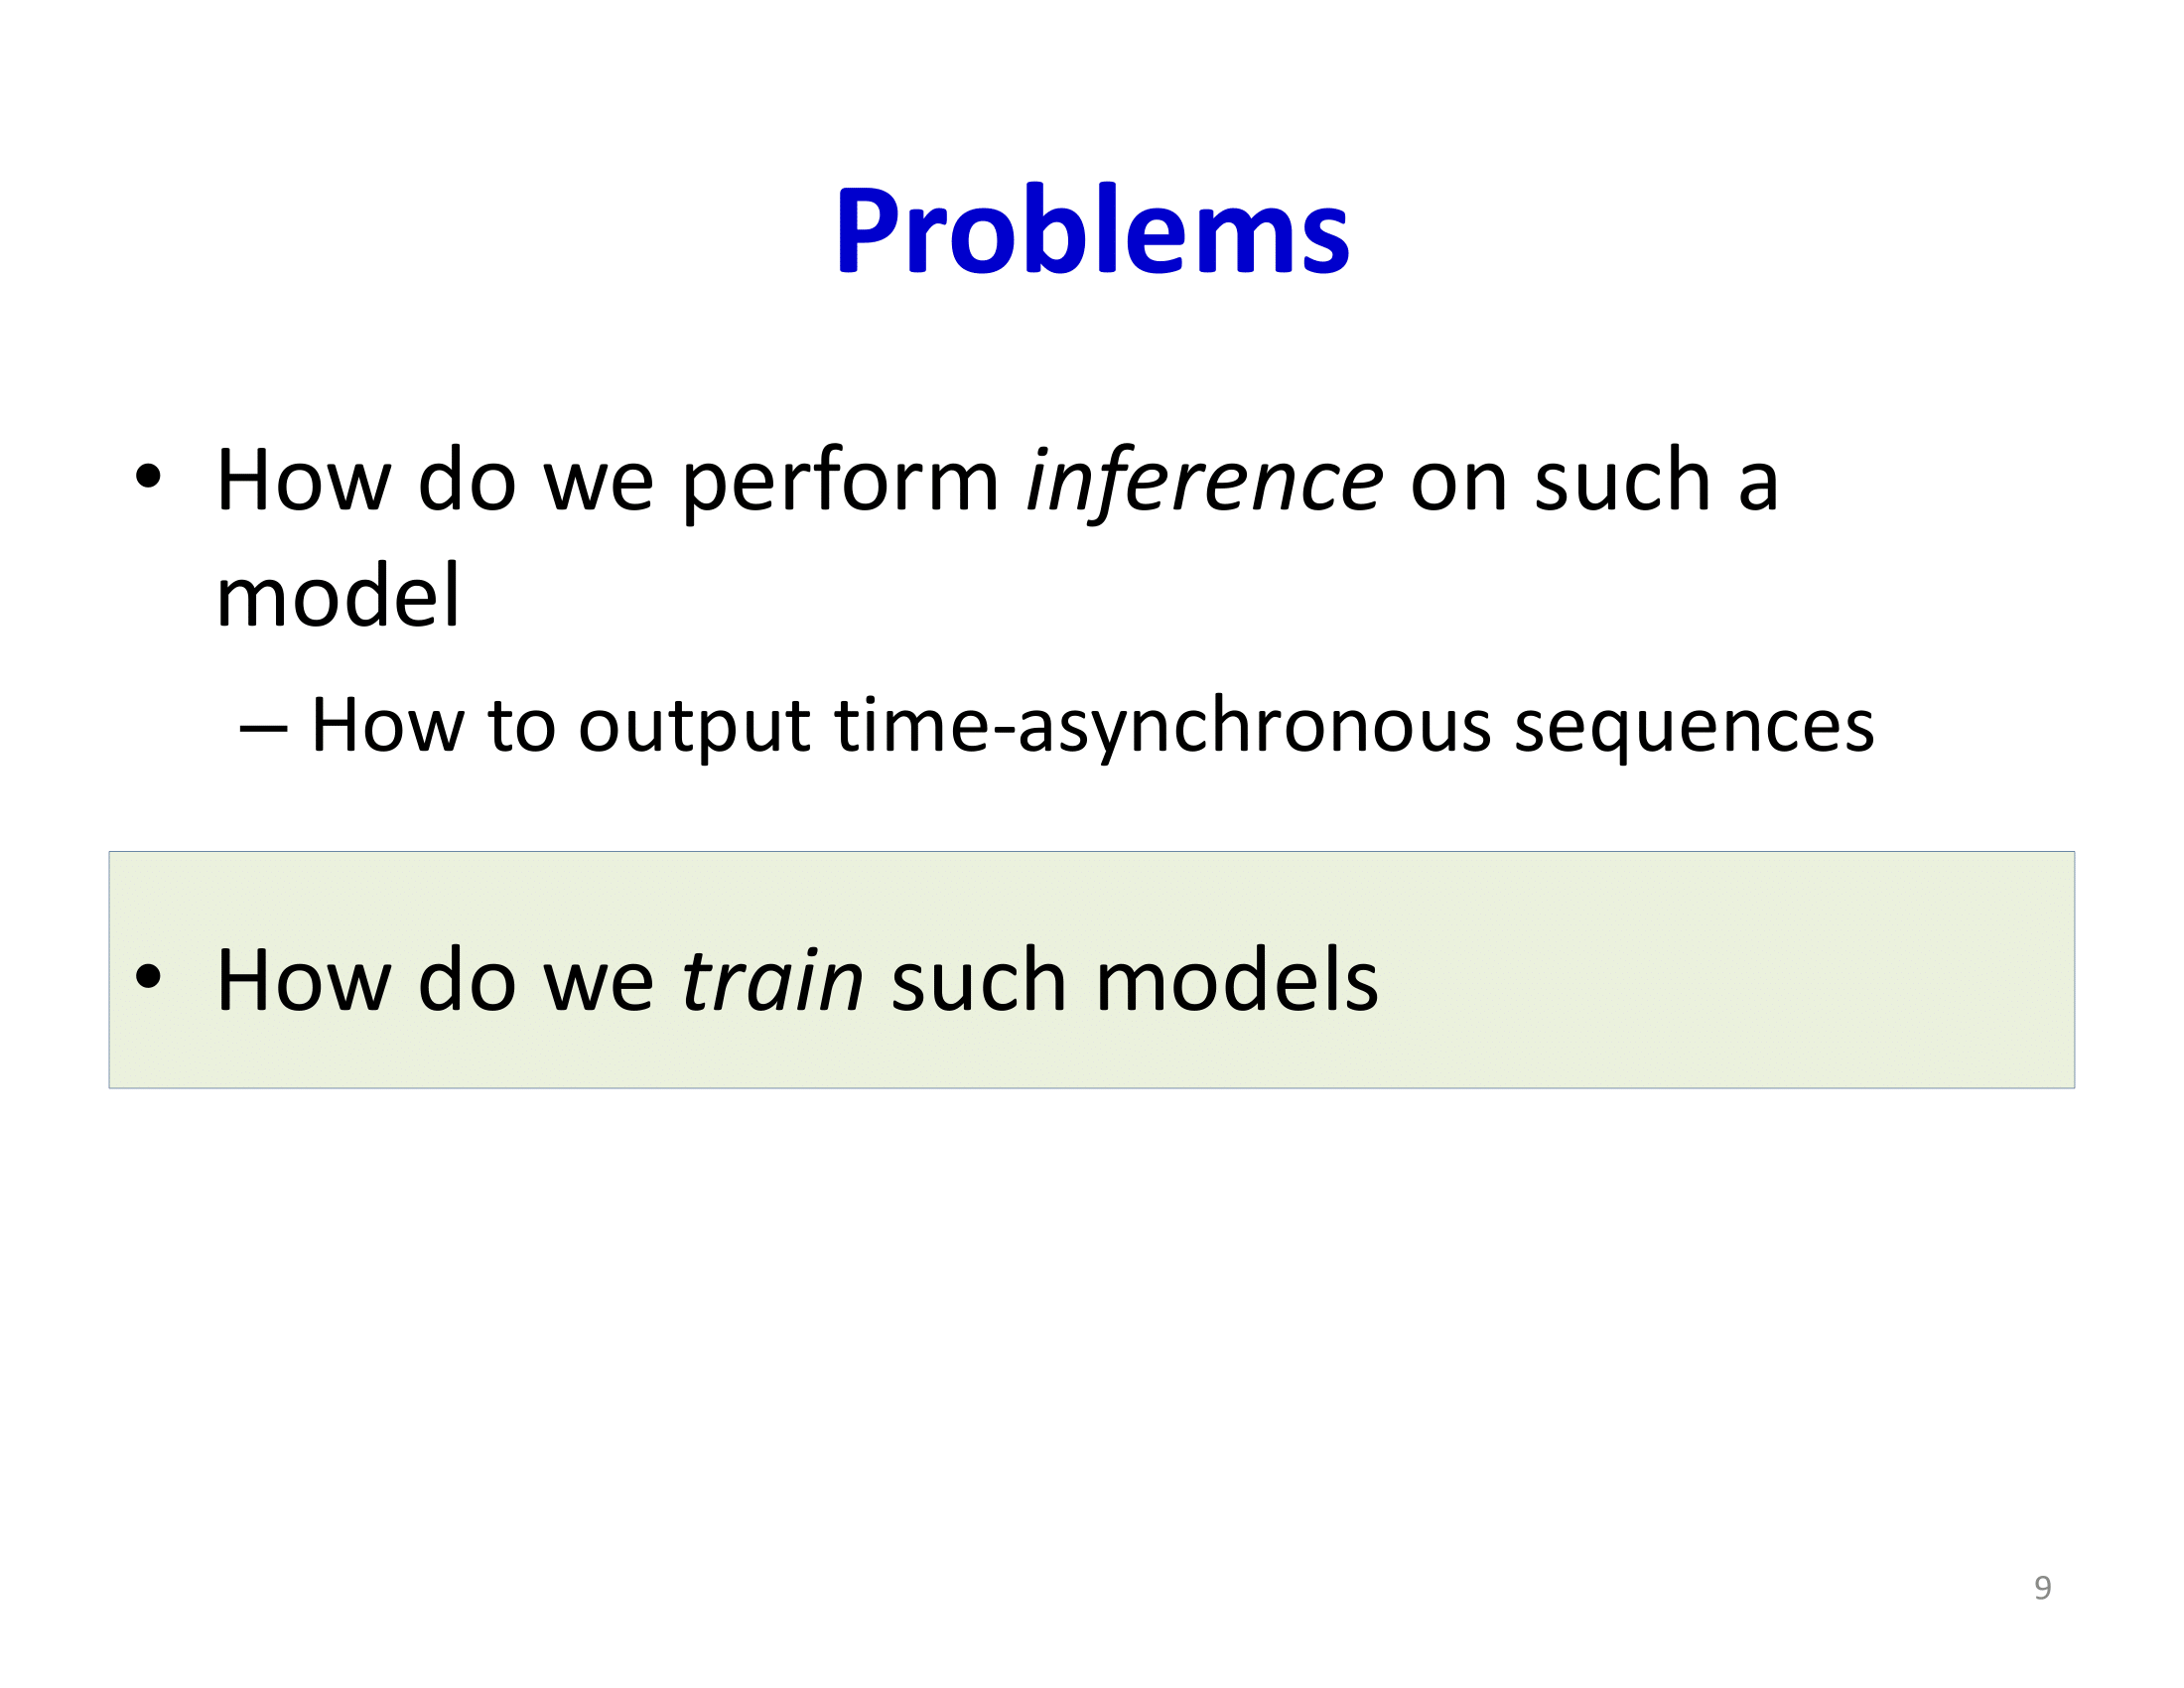 Problems
• How do we perform inference on such a
model
– How to output time-asynchronous sequences
• How do we train such models
9